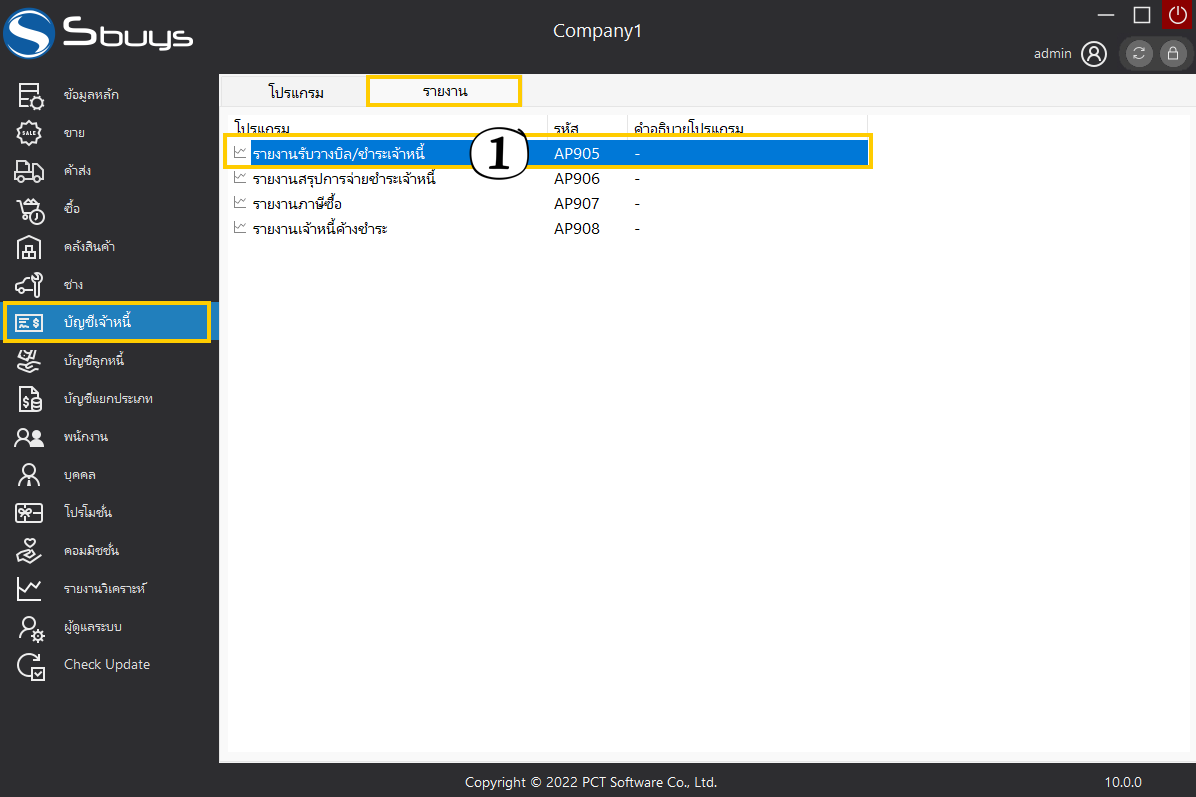 Sbuys
Company1
admin
ข้อมูลหลัก
ขาย
ค้าส่ง
ซื้อ
คลังสินค้า
ช่าง
บัญชีเจ้าหนี้
บัญชีลูกหนี้
บัญชีแยกประเภท
พนักงาน
บุคคล
โปรโมชั่น
คอมมิชชั่น
รายงานวิเคราะห์
ผู้ดูแลระบบ
Check Update
โปรแกรม รายงาน
โปรแกรม รหัส คำอธิบายโปรแกรม
รายงานรับวางบิล/ชำระเจ้าหนี้ 1 AP905 -
รายงานสรุปการจ่ายชำระเจ้าหนี้ AP906 -
รายงานภาษีซื้อ AP907 -
รายงานเจ้าหนี้ค้างชำระ AP908 -
Copyright © 2022 PCT Software Co., Ltd. 10.0.0